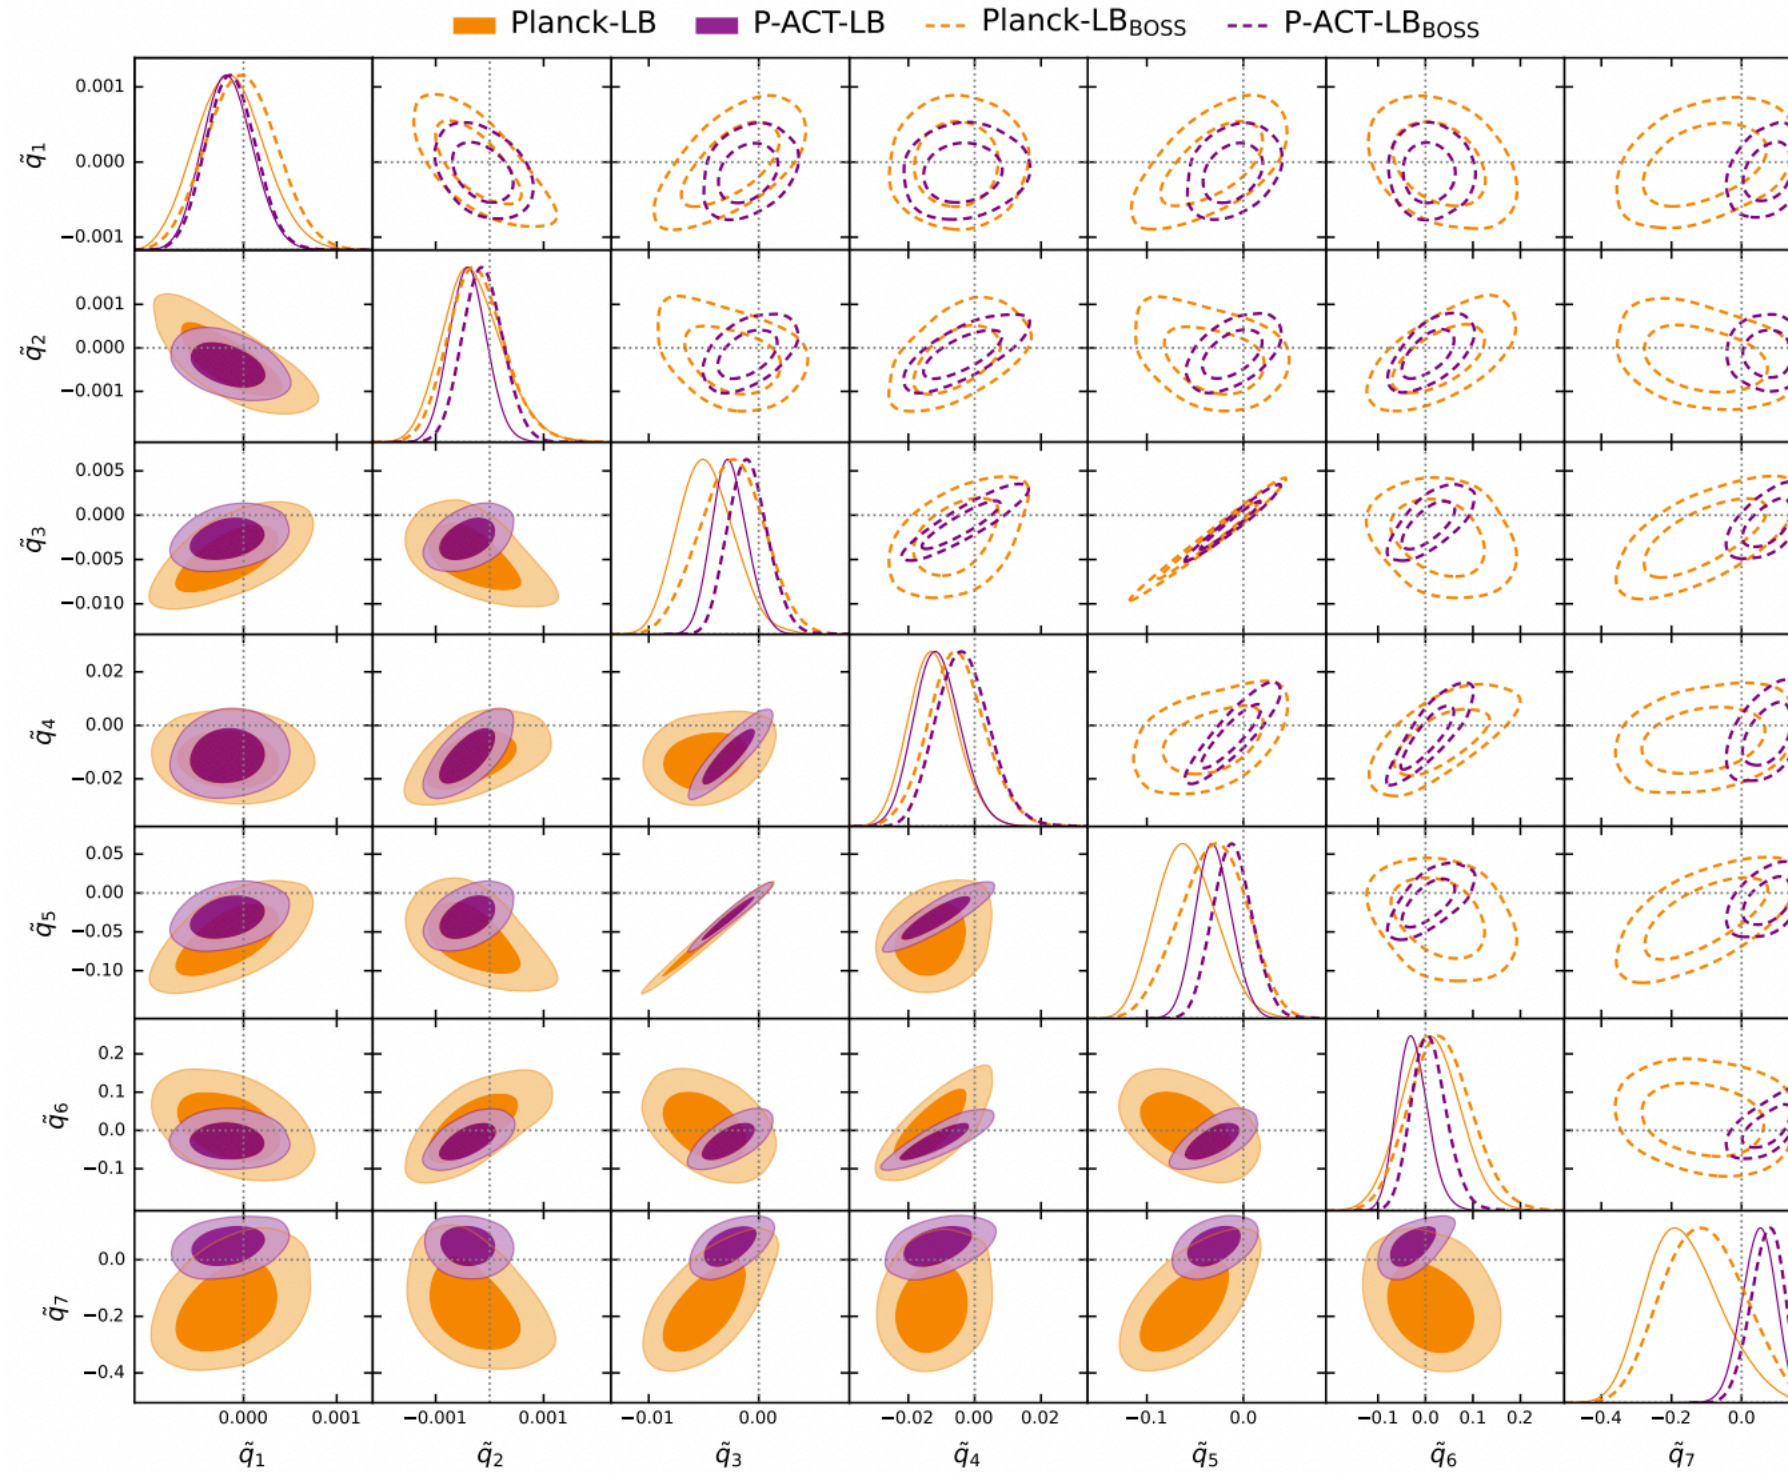 Planck-LB P-ACT-LB Planck-LB_BOSS P-ACT-LB_BOSS
0.001
q̃₁ 0.000
−0.001
0.001
q̃₂ 0.000
−0.001
0.005
0.000
q̃₃
−0.005
−0.010
0.02
q̃₄ 0.00
−0.02
0.05
0.00
q̃₅
−0.05
−0.10
0.2
0.1
q̃₆
0.0
−0.1
0.0
q̃₇
−0.2
−0.4
0.000 0.001 −0.001 0.001 −0.01 0.00 −0.02 0.00 0.02 −0.1 0.0 −0.1 0.0 0.1 0.2 −0.4 −0.2 0.0
q̃₁ q̃₂ q̃₃ q̃₄ q̃₅ q̃₆ q̃₇